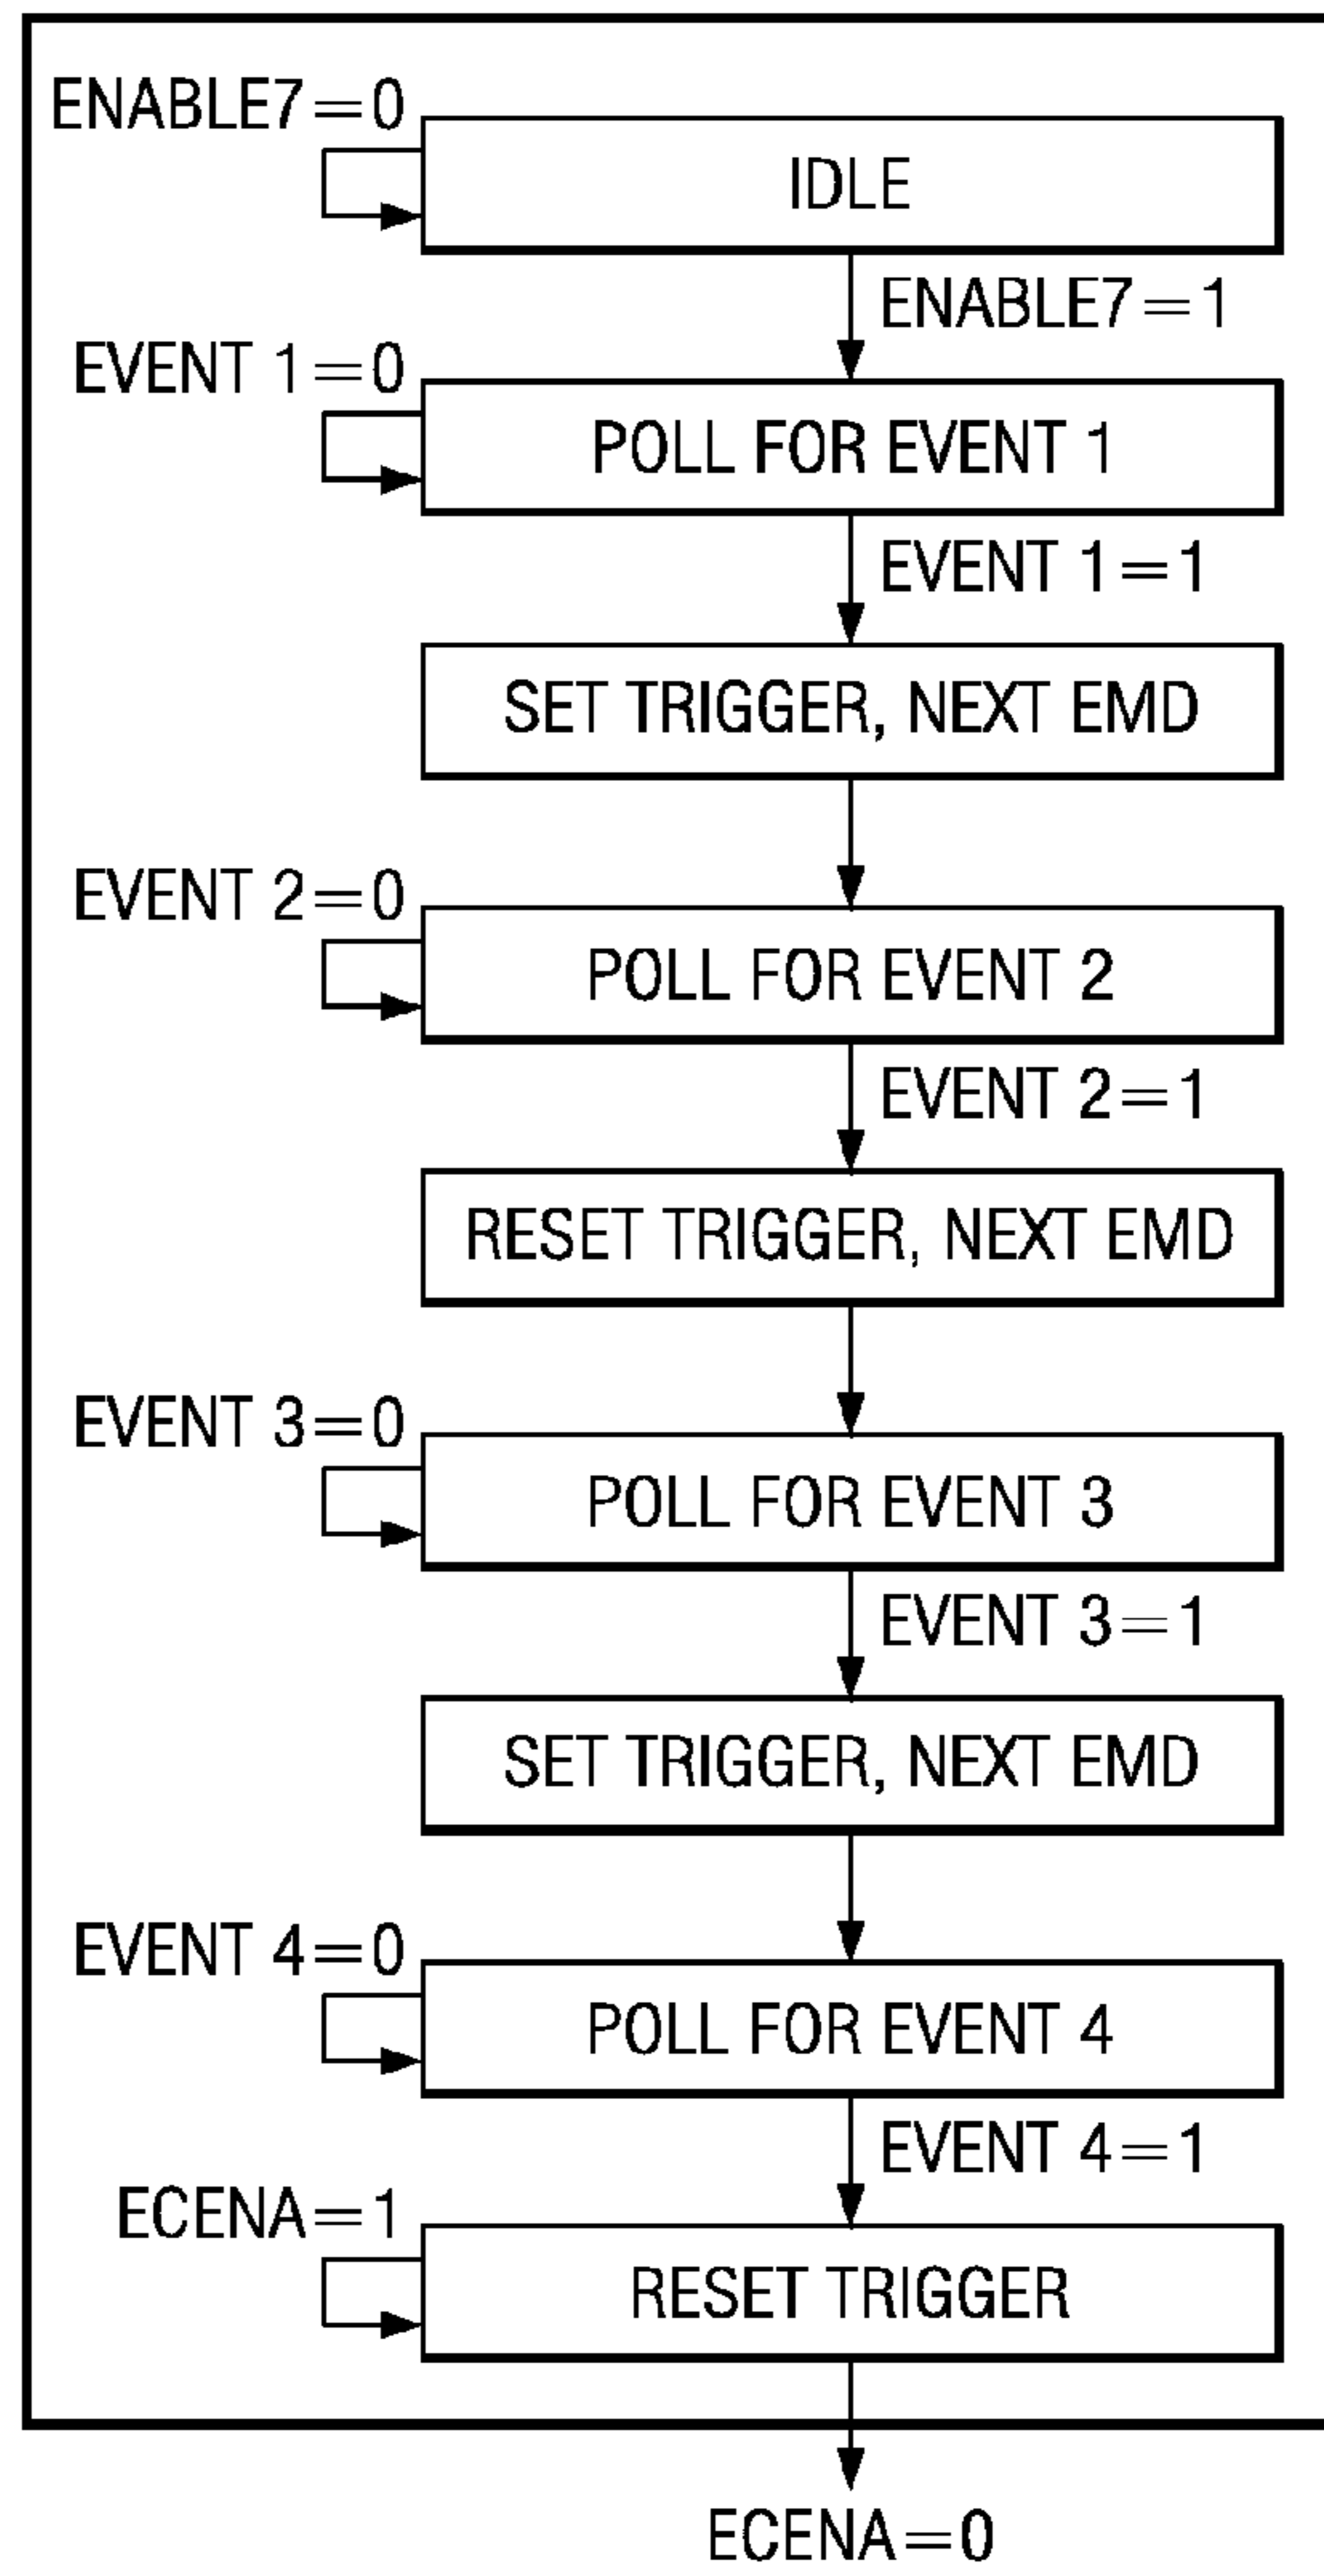 ENABLE7=0
IDLE
ENABLE7=1
EVENT 1=0
POLL FOR EVENT 1
EVENT 1=1
SET TRIGGER, NEXT EMD
EVENT 2=0
POLL FOR EVENT 2
EVENT 2=1
RESET TRIGGER, NEXT EMD
EVENT 3=0
POLL FOR EVENT 3
EVENT 3=1
SET TRIGGER, NEXT EMD
EVENT 4=0
POLL FOR EVENT 4
EVENT 4=1
ECENA=1
RESET TRIGGER
ECENA=0